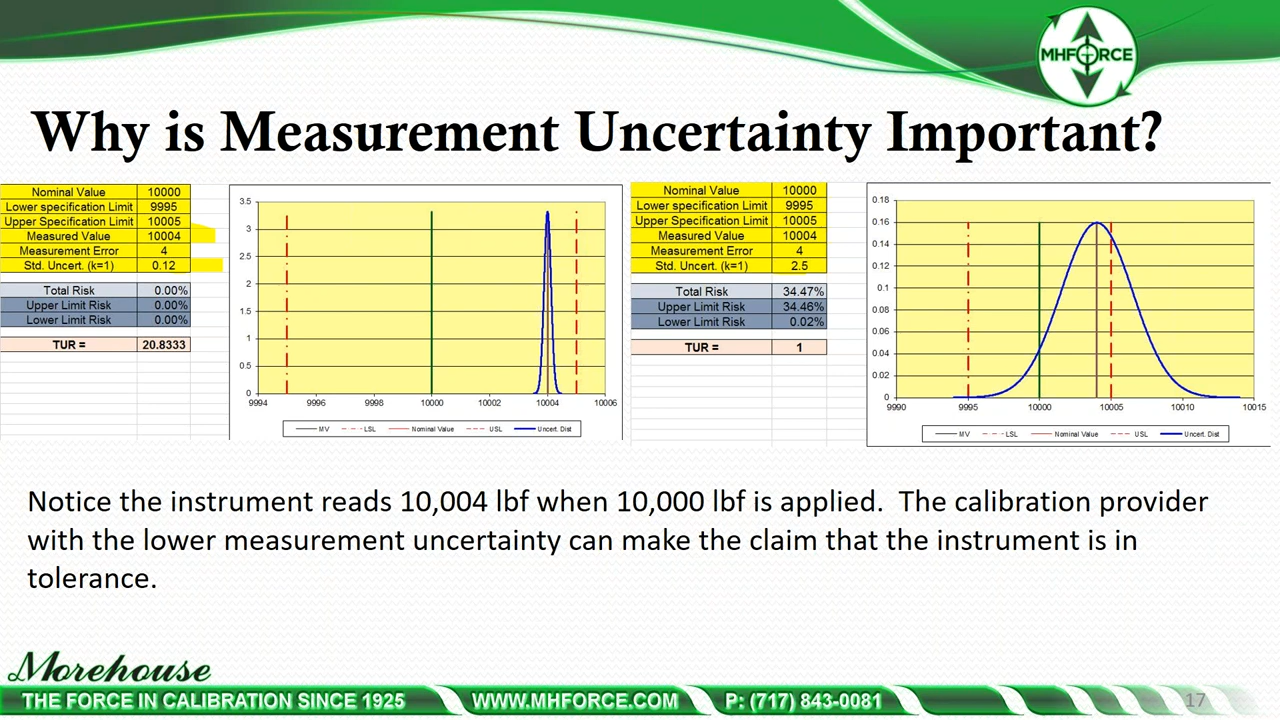 MHFORCE
Why is Measurement Uncertainty Important?
Nominal Value 10000
Lower specification Limit 9995
Upper Specification Limit 10005
Measured Value 10004
Measurement Error 4
Std. Uncert. (k=1) 0.12
Total Risk 0.00%
Upper Limit Risk 0.00%
Lower Limit Risk 0.00%
TUR = 20.8333
3.5
3
2.5
2
1.5
1
0.5
0
9994 9996 9998 10000 10002 10004 10006
MV LSL Nominal Value USL Uncert. Dist
Nominal Value 10000
Lower specification Limit 9995
Upper Specification Limit 10005
Measured Value 10004
Measurement Error 4
Std. Uncert. (k=1) 2.5
Total Risk 34.47%
Upper Limit Risk 34.46%
Lower Limit Risk 0.02%
TUR = 1
0.18
0.16
0.14
0.12
0.1
0.08
0.06
0.04
0.02
0
9990 9995 10000 10005 10010 10015
MV LSL Nominal Value USL Uncert. Dist
Notice the instrument reads 10,004 lbf when 10,000 lbf is applied. The calibration provider
with the lower measurement uncertainty can make the claim that the instrument is in
tolerance.
Morehouse
THE FORCE IN CALIBRATION SINCE 1925 WWW.MHFORCE.COM P: (717) 843-0081 17